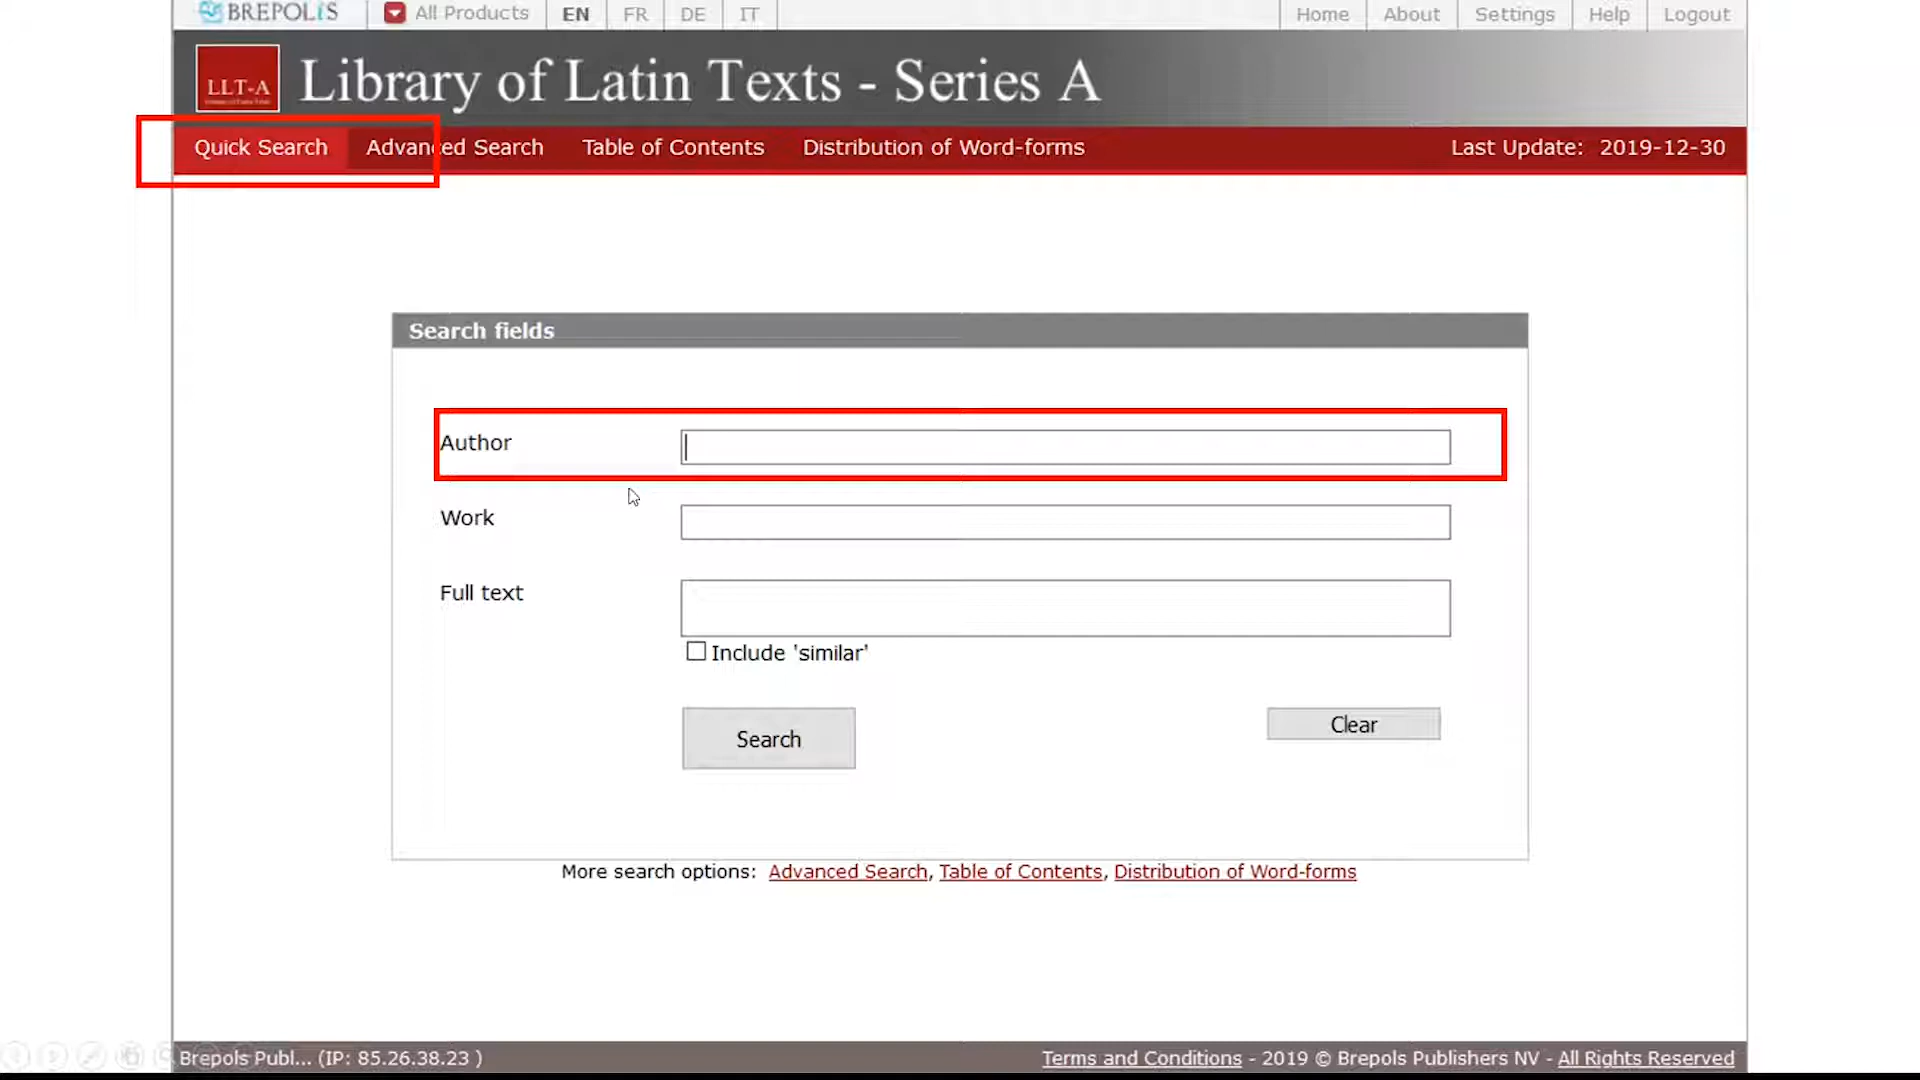 BREPOLiS All Products EN FR DE IT Home About Settings Help Logout
LLT-A Library of Latin Texts - Series A
Quick Search Advanced Search Table of Contents Distribution of Word-forms Last Update: 2019-12-30
Search fields
Author
Work
Full text
Include 'similar'
Search Clear
More search options: Advanced Search, Table of Contents, Distribution of Word-forms
Brepols Publ... (IP: 85.26.38.23 ) Terms and Conditions - 2019 © Brepols Publishers NV - All Rights Reserved